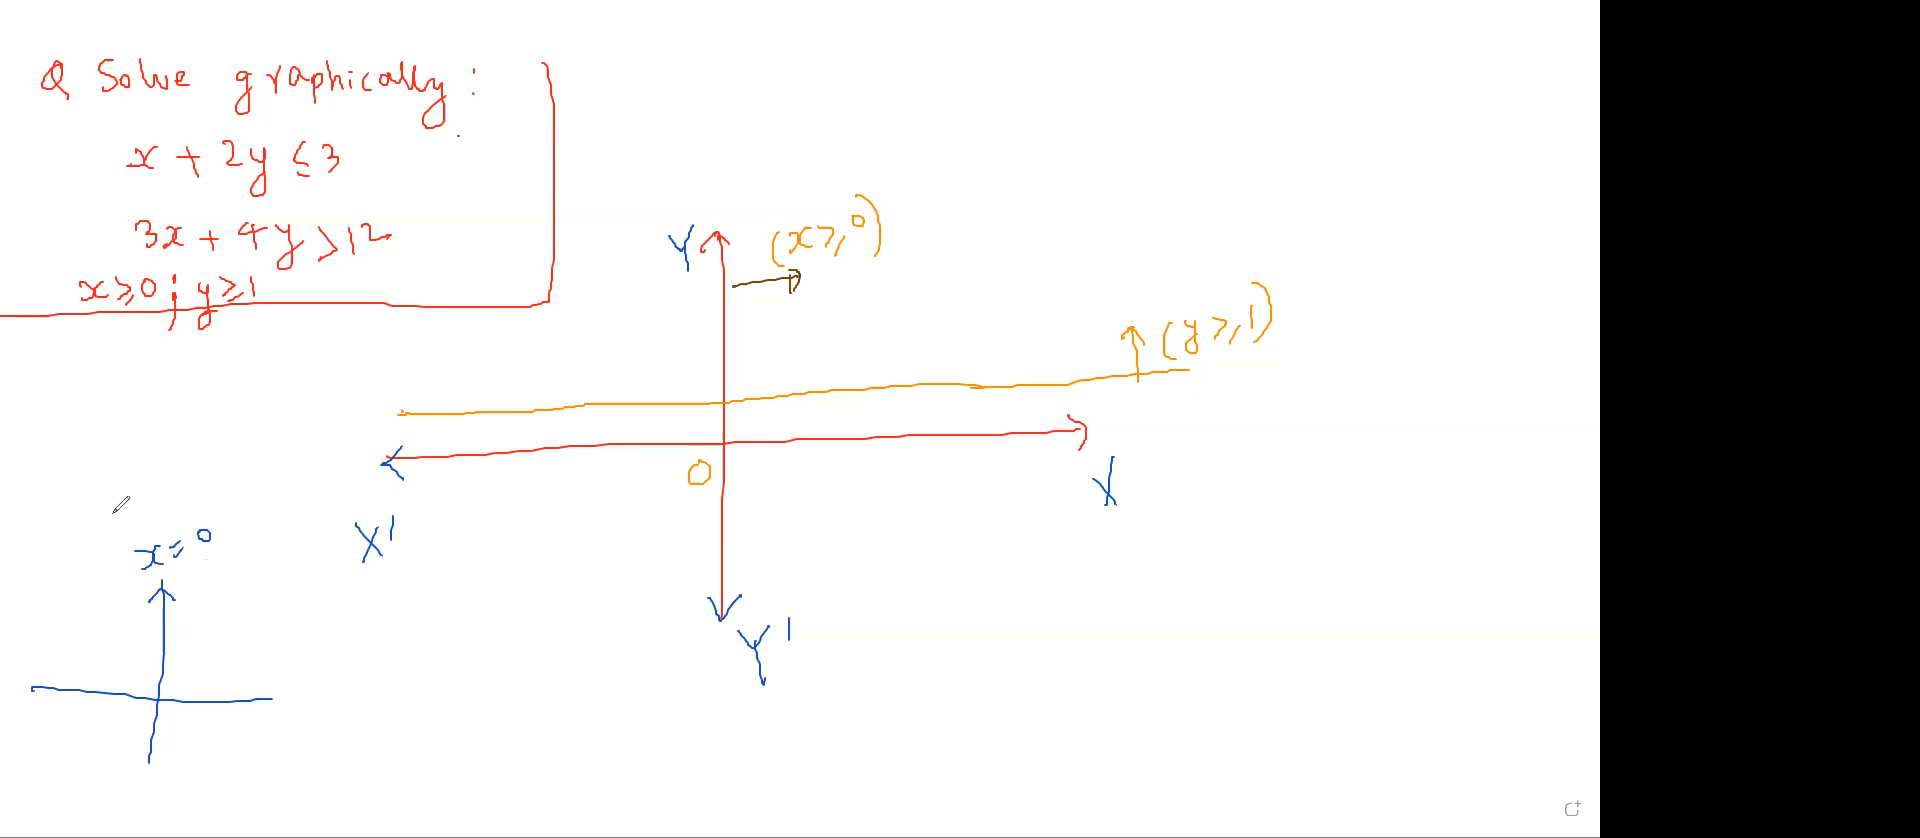 Q Solve graphically:
x + 2y ≤ 3
3x + 4y > 12
x ≥ 0 ; y ≥ 1
Y
(x ≥ 0)
(y ≥ 1)
O
X
X'
x = 0
Y'